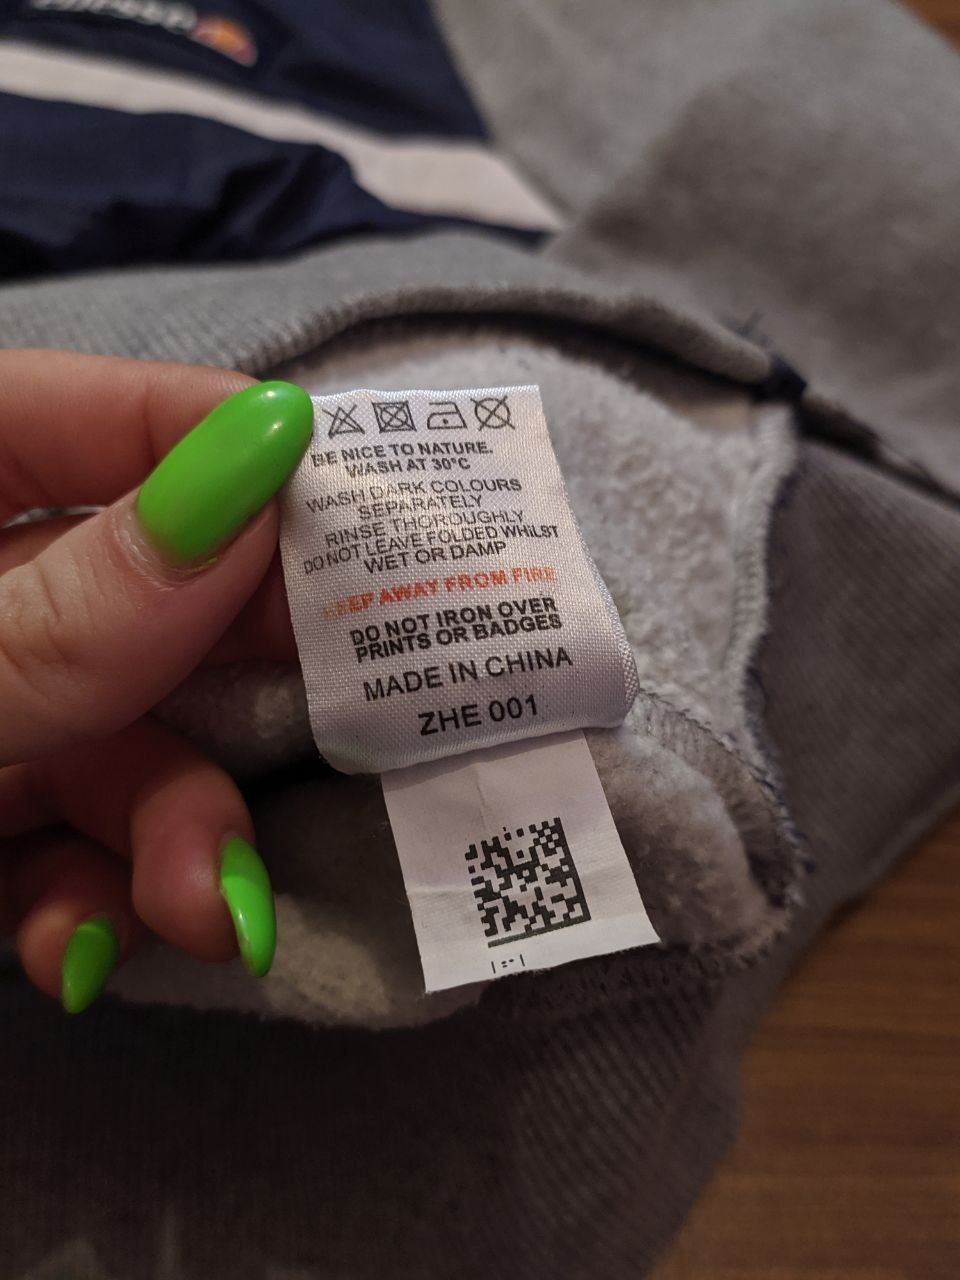 BE NICE TO NATURE.
WASH AT 30°C
WASH DARK COLOURS
SEPARATELY
RINSE THOROUGHLY
DO NOT LEAVE FOLDED WHILST
WET OR DAMP
KEEP AWAY FROM FIRE
DO NOT IRON OVER
PRINTS OR BADGES
MADE IN CHINA
ZHE 001